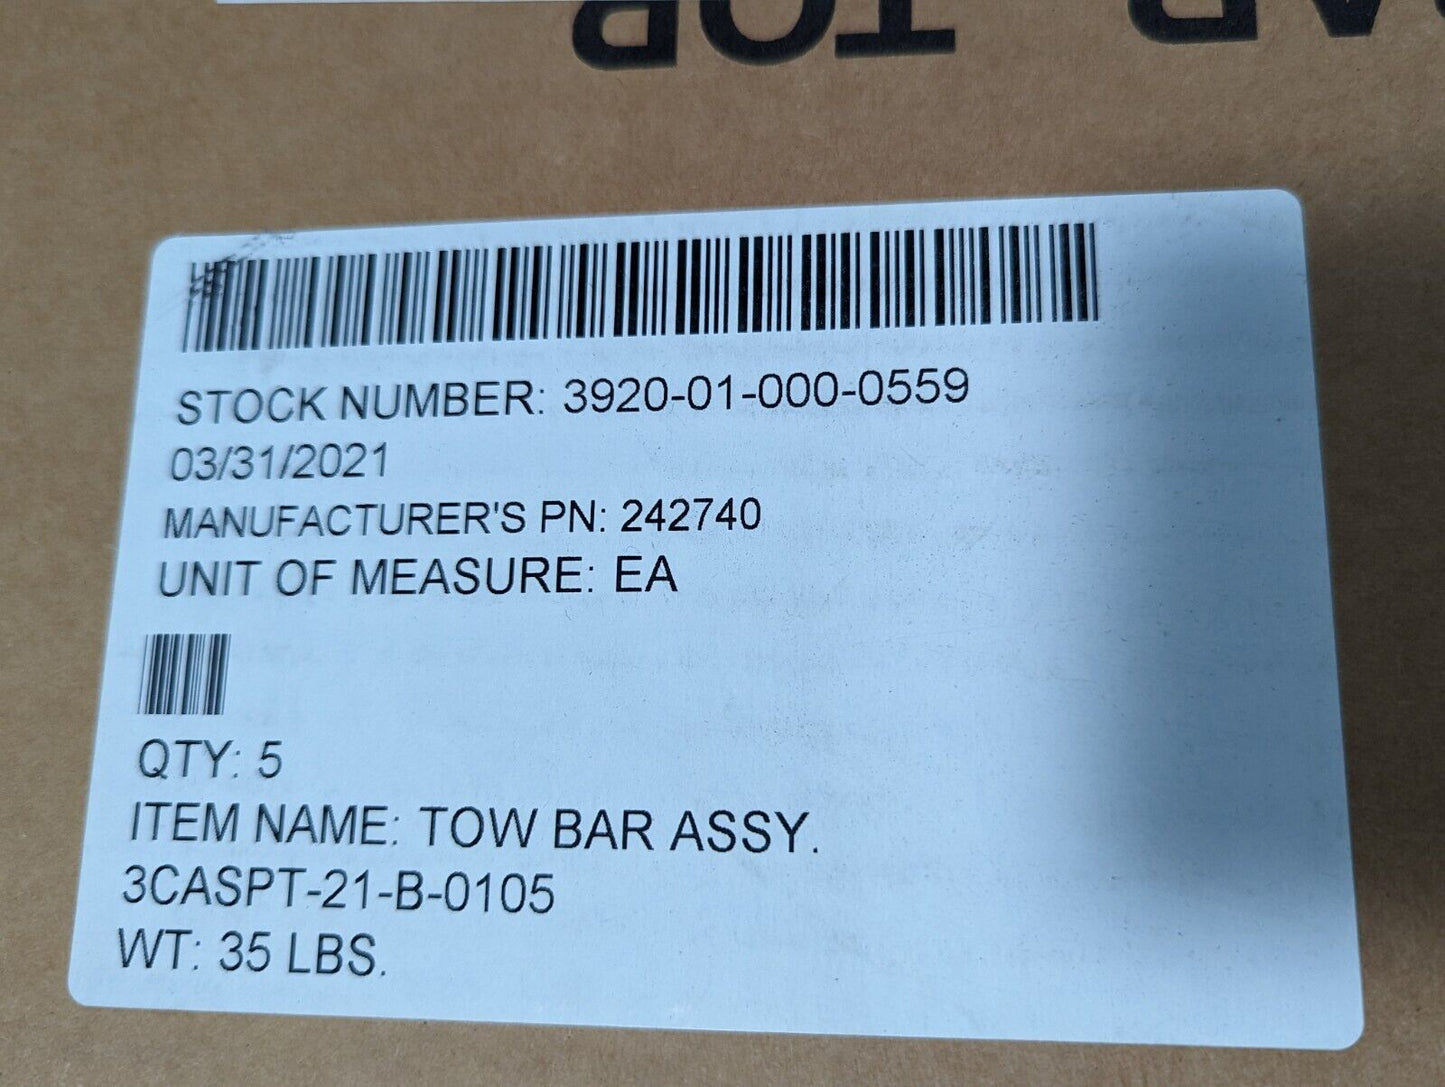 TOP
STOCK NUMBER: 3920-01-000-0559
03/31/2021
MANUFACTURER'S PN: 242740
UNIT OF MEASURE: EA
QTY: 5
ITEM NAME: TOW BAR ASSY.
3CASPT-21-B-0105
WT: 35 LBS.